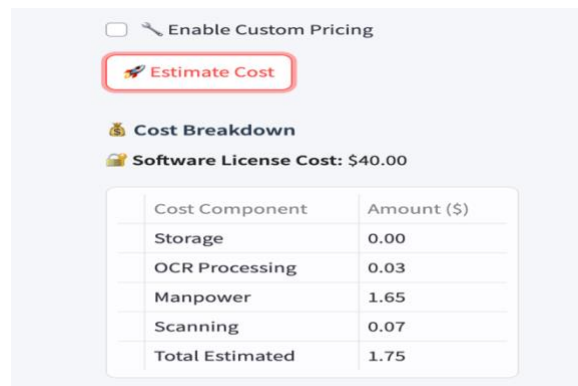 🔧 Enable Custom Pricing
🚀 Estimate Cost
💰 Cost Breakdown
🔐 Software License Cost: $40.00
Cost Component Amount ($)
Storage 0.00
OCR Processing 0.03
Manpower 1.65
Scanning 0.07
Total Estimated 1.75